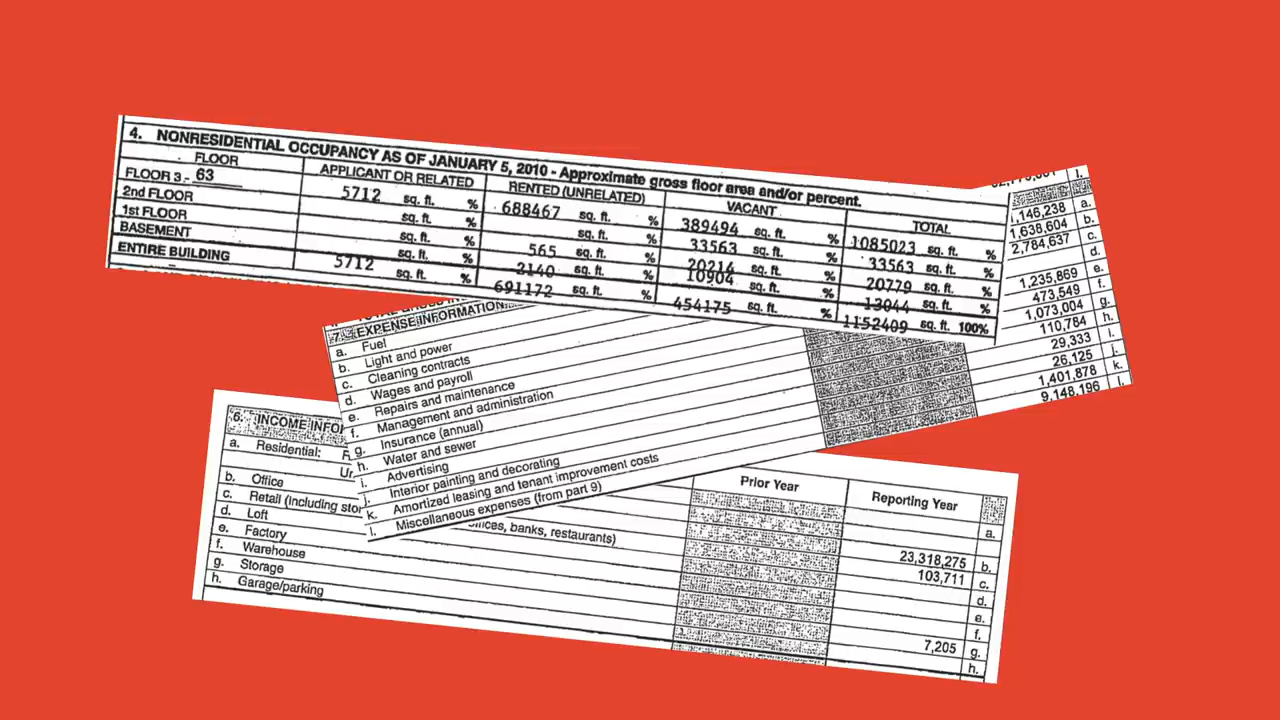 4. NONRESIDENTIAL OCCUPANCY AS OF JANUARY 5, 2010 - Approximate gross floor area and/or percent.
FLOOR APPLICANT OR RELATED RENTED (UNRELATED) VACANT TOTAL
FLOOR 3 - 63 5712 sq. ft. % 688467 sq. ft. % 389494 sq. ft. % 1085023 sq. ft. %
2nd FLOOR sq. ft. % sq. ft. % 33563 sq. ft. % 33563 sq. ft. %
1st FLOOR sq. ft. % 565 sq. ft. % 20214 sq. ft. % 20779 sq. ft. %
BASEMENT sq. ft. % 2140 sq. ft. % 10904 sq. ft. % 13044 sq. ft. %
ENTIRE BUILDING 5712 sq. ft. % 691172 sq. ft. % 454175 sq. ft. % 1152409 sq. ft. 100%
7. EXPENSE INFORMATION
a. Fuel 1,146,238 a.
b. Light and power 1,638,604 b.
c. Cleaning contracts 2,784,637 c.
d. Wages and payroll d.
e. Repairs and maintenance 1,235,869 e.
f. Management and administration 473,549 f.
g. Insurance (annual) 1,073,004 g.
h. Water and sewer 110,764 h.
i. Advertising 29,333 i.
j. Interior painting and decorating 26,125 j.
k. Amortized leasing and tenant improvement costs 1,401,878 k.
l. Miscellaneous expenses (from part 9) 9,148,196 l.
6. INCOME INFO Prior Year Reporting Year
a. Residential: a.
b. Office 23,318,275 b.
c. Retail (including stor ffices, banks, restaurants) 103,711 c.
d. Loft d.
e. Factory e.
f. Warehouse f.
g. Storage 7,205 g.
h. Garage/parking h.